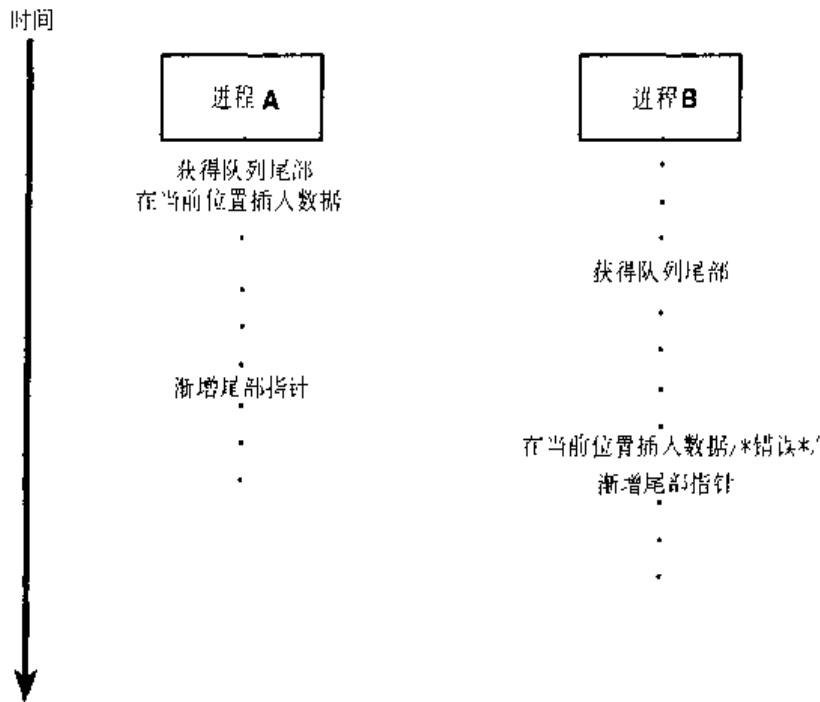 时间
进程 A
进程B
获得队列尾部
在当前位置插入数据
获得队列尾部
渐增尾部指针
在当前位置插入数据/*错误*/
渐增尾部指针